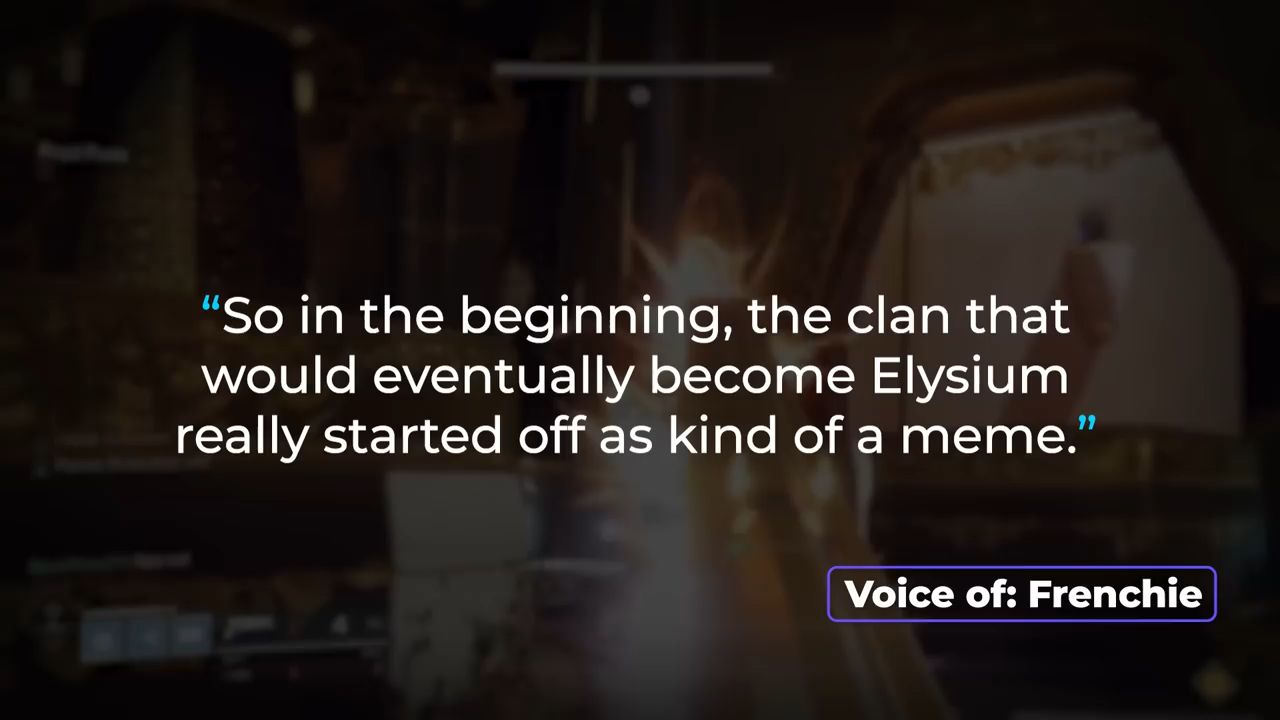 “So in the beginning, the clan that
would eventually become Elysium
really started off as kind of a meme.”
Voice of: Frenchie